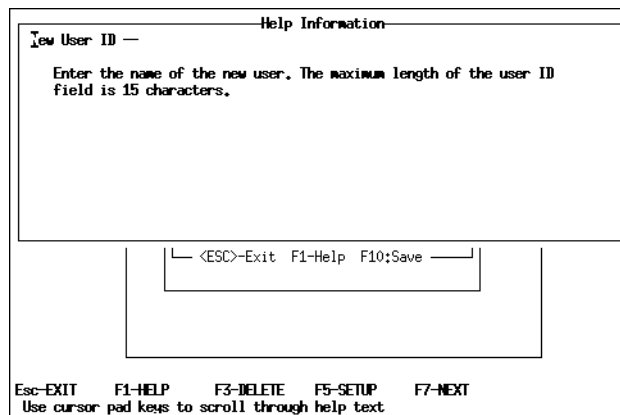 Help Information
New User ID —
Enter the name of the new user. The maximum length of the user ID
field is 15 characters.
<ESC>-Exit F1-Help F10:Save
Esc-EXIT F1-HELP F3-DELETE F5-SETUP F7-NEXT
Use cursor pad keys to scroll through help text